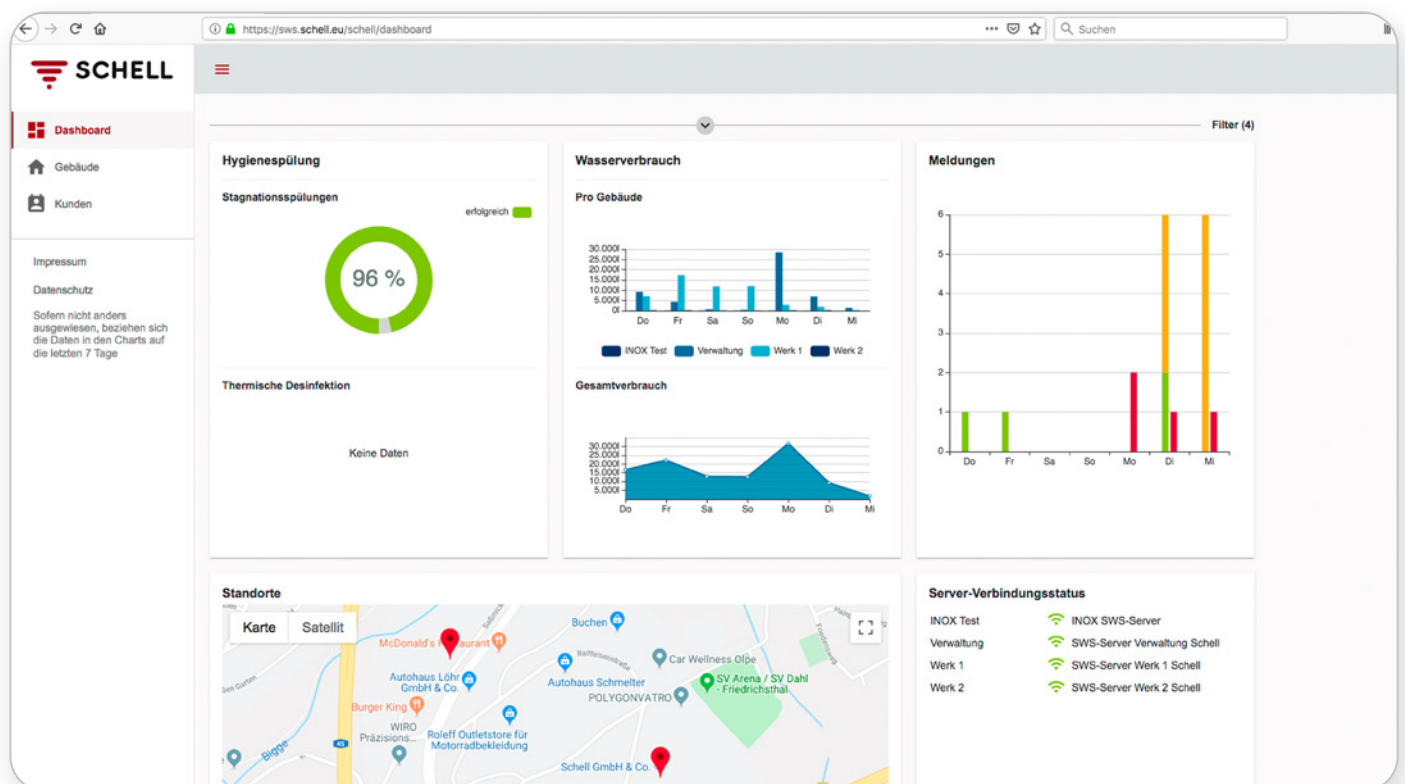 https://sws.schell.eu/schell/dashboard
Suchen
SCHELL
Dashboard
Gebäude
Kunden
Impressum
Datenschutz
Sofern nicht anders
ausgewiesen, beziehen sich
die Daten in den Charts auf
die letzten 7 Tage
Filter (4)
Hygienespülung
Stagnationsspülungen
erfolgreich
96 %
Thermische Desinfektion
Keine Daten
Wasserverbrauch
Pro Gebäude
30.000l
25.000l
20.000l
15.000l
10.000l
5.000l
0l
Do Fr Sa So Mo Di Mi
INOX Test Verwaltung Werk 1 Werk 2
Gesamtverbrauch
30.000l
25.000l
20.000l
15.000l
10.000l
5.000l
Do Fr Sa So Mo Di Mi
Meldungen
6
5
4
3
2
1
0
Do Fr Sa So Mo Di Mi
Standorte
Karte Satellit
Buchen
McDonald's
Raiffeisenstraße
Car Wellness Olpe
Autohaus Löhr
GmbH & Co.
Autohaus Schmelter
SV Arena / SV Dahl
- Friedrichsthal
POLYGONVATRO
Burger King
WIRO
Präzisions...
Roleff Outletstore für
Motorradbekleidung
45
Bigge
Schell GmbH & Co.
Server-Verbindungsstatus
INOX Test INOX SWS-Server
Verwaltung SWS-Server Verwaltung Schell
Werk 1 SWS-Server Werk 1 Schell
Werk 2 SWS-Server Werk 2 Schell